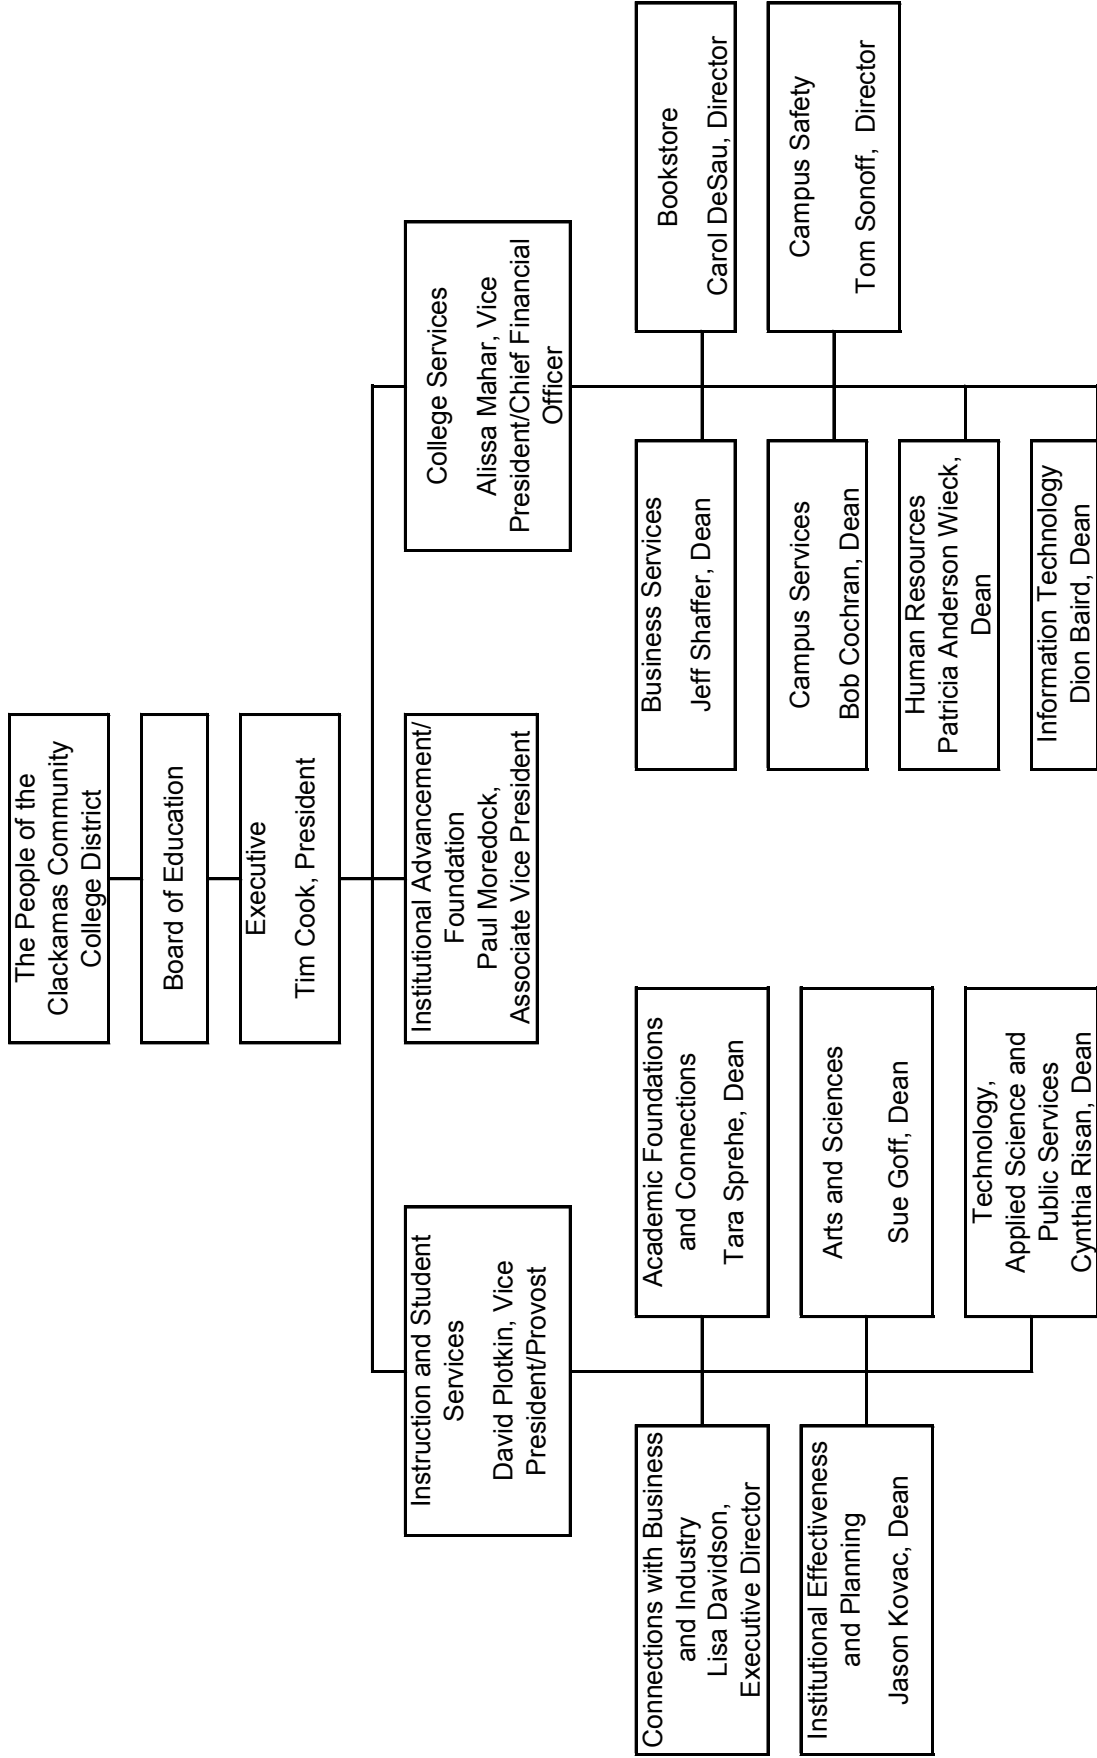 The People of the
Clackamas Community
College District
Board of Education
Executive
Tim Cook, President
Instruction and Student
Services
David Plotkin, Vice
President/Provost
Institutional Advancement/
Foundation
Paul Moredock,
Associate Vice President
College Services
Alissa Mahar, Vice
President/Chief Financial
Officer
Connections with Business
and Industry
Lisa Davidson,
Executive Director
Academic Foundations
and Connections
Tara Sprehe, Dean
Business Services
Jeff Shaffer, Dean
Bookstore
Carol DeSau, Director
Institutional Effectiveness
and Planning
Jason Kovac, Dean
Arts and Sciences
Sue Goff, Dean
Campus Services
Bob Cochran, Dean
Campus Safety
Tom Sonoff,  Director
Technology,
Applied Science and
Public Services
Cynthia Risan, Dean
Human Resources
Patricia Anderson Wieck,
Dean
Information Technology
Dion Baird, Dean